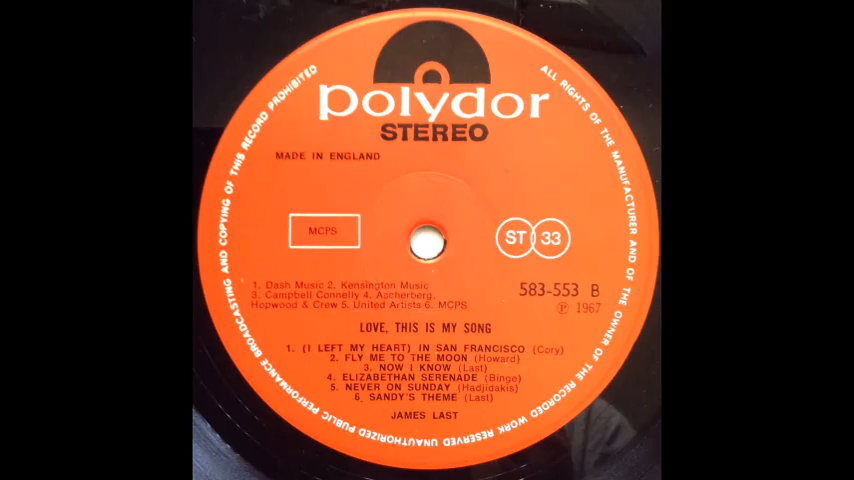 polydor
STEREO
MADE IN ENGLAND
MCPS
ST 33
1. Dash Music 2. Kensington Music
3. Campbell Connelly 4. Ascherberg,
Hopwood & Crew 5. United Artists 6. MCPS
583-553 B
Ⓟ 1967
LOVE, THIS IS MY SONG
1. (I LEFT MY HEART) IN SAN FRANCISCO (Cory)
2. FLY ME TO THE MOON (Howard)
3. NOW I KNOW (Last)
4. ELIZABETHAN SERENADE (Binge)
5. NEVER ON SUNDAY (Hadjidakis)
6. SANDY'S THEME (Last)
JAMES LAST
ALL RIGHTS OF THE MANUFACTURER AND OF THE OWNER OF THE RECORDED WORK RESERVED UNAUTHORIZED PUBLIC PERFORMANCE BROADCASTING AND COPYING OF THIS RECORD PROHIBITED